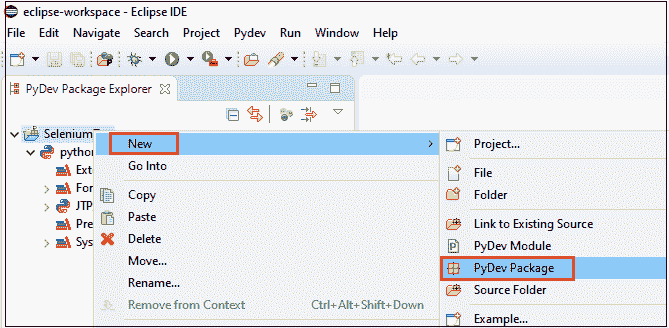 eclipse-workspace - Eclipse IDE
File Edit Navigate Search Project Pydev Run Window Help
PyDev Package Explorer
Selenium
python
Ext
For
JTP
Pre
Sys
New
Go Into
Copy
Paste
Delete
Move...
Rename...
Remove from Context Ctrl+Alt+Shift+Down
Project...
File
Folder
Link to Existing Source
PyDev Module
PyDev Package
Source Folder
Example...